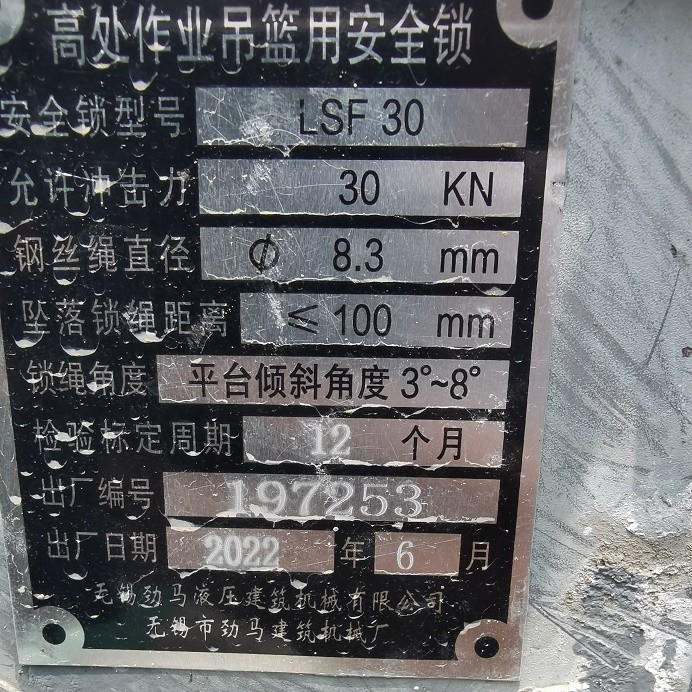 高处作业吊篮用安全锁
安全锁型号 LSF 30
允许冲击力 30 KN
钢丝绳直径 ϕ 8.3 mm
坠落锁绳距离 ≤ 100 mm
锁绳角度 平台倾斜角度 3°~8°
检验标定周期 12 个月
出厂编号 197253
出厂日期 2022 年 6 月
无锡劲马液压建筑机械有限公司
无锡市劲马建筑机械厂